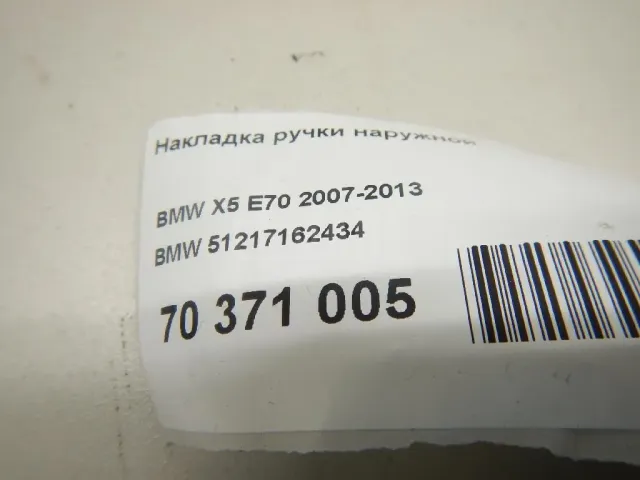 Накладка ручки наружной
BMW X5 E70 2007-2013
BMW 51217162434
70 371 005